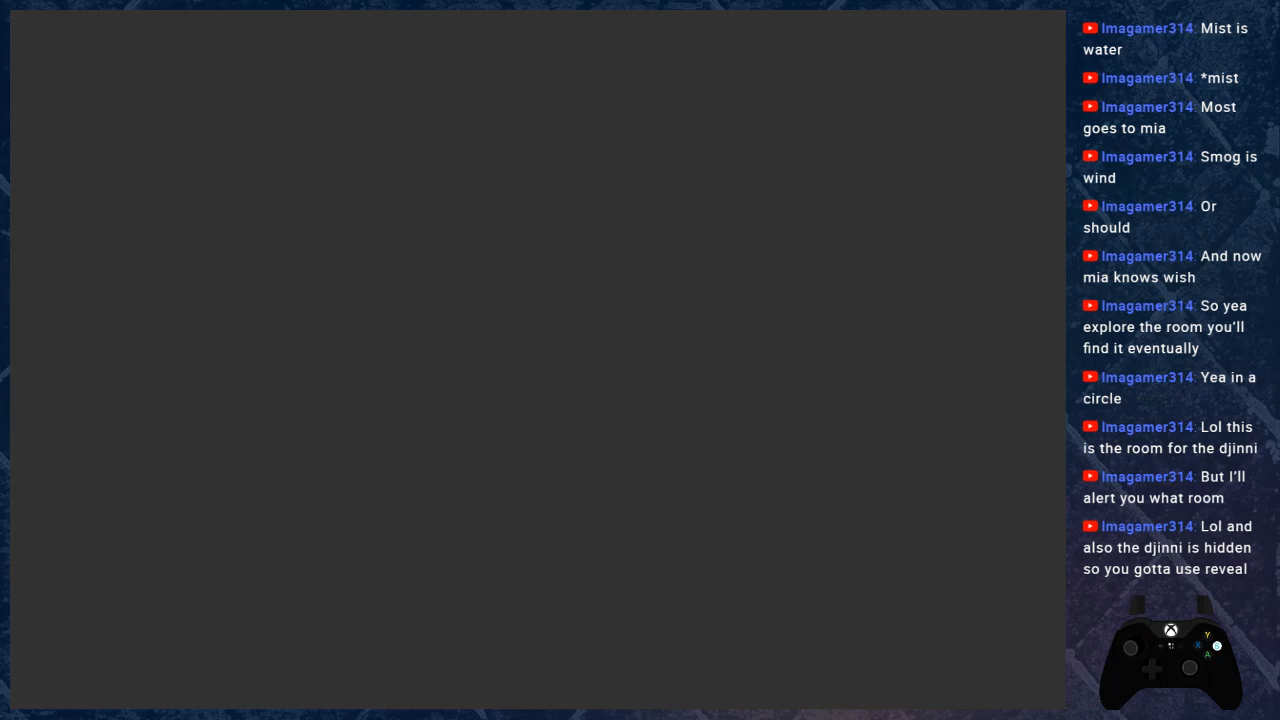 Imagamer314: Mist is
water
Imagamer314: *mist
Imagamer314: Most
goes to mia
Imagamer314: Smog is
wind
Imagamer314: Or
should
Imagamer314: And now
mia knows wish
Imagamer314: So yea
explore the room you'll
find it eventually
Imagamer314: Yea in a
circle
Imagamer314: Lol this
is the room for the djinni
Imagamer314: But I'll
alert you what room
Imagamer314: Lol and
also the djinni is hidden
so you gotta use reveal
Y
X
A